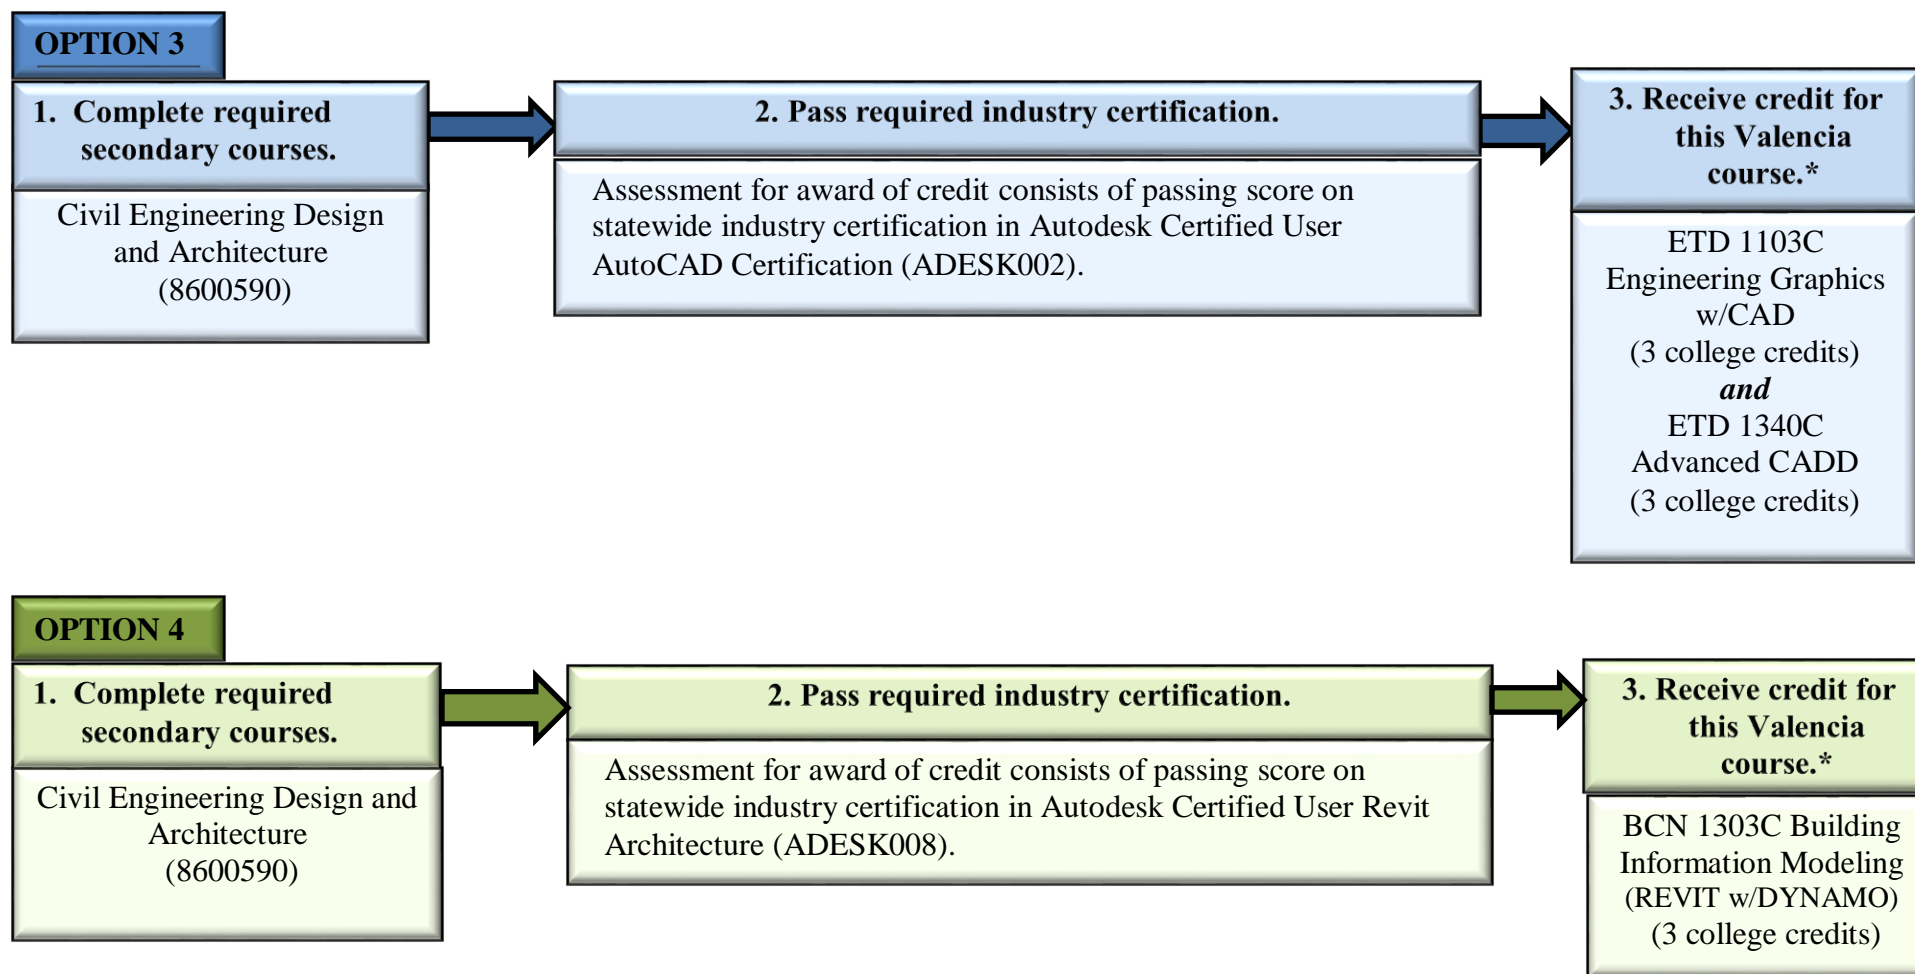 OPTION 3
1. Complete required
secondary courses.
Civil Engineering Design
and Architecture
(8600590)
2. Pass required industry certification.
Assessment for award of credit consists of passing score on
statewide industry certification in Autodesk Certified User
AutoCAD Certification (ADESK002).
3. Receive credit for
this Valencia
course.*
ETD 1103C
Engineering Graphics
w/CAD
(3 college credits)
and
ETD 1340C
Advanced CADD
(3 college credits)
OPTION 4
1. Complete required
secondary courses.
Civil Engineering Design and
Architecture
(8600590)
2. Pass required industry certification.
Assessment for award of credit consists of passing score on
statewide industry certification in Autodesk Certified User Revit
Architecture (ADESK008).
3. Receive credit for
this Valencia
course.*
BCN 1303C Building
Information Modeling
(REVIT w/DYNAMO)
(3 college credits)